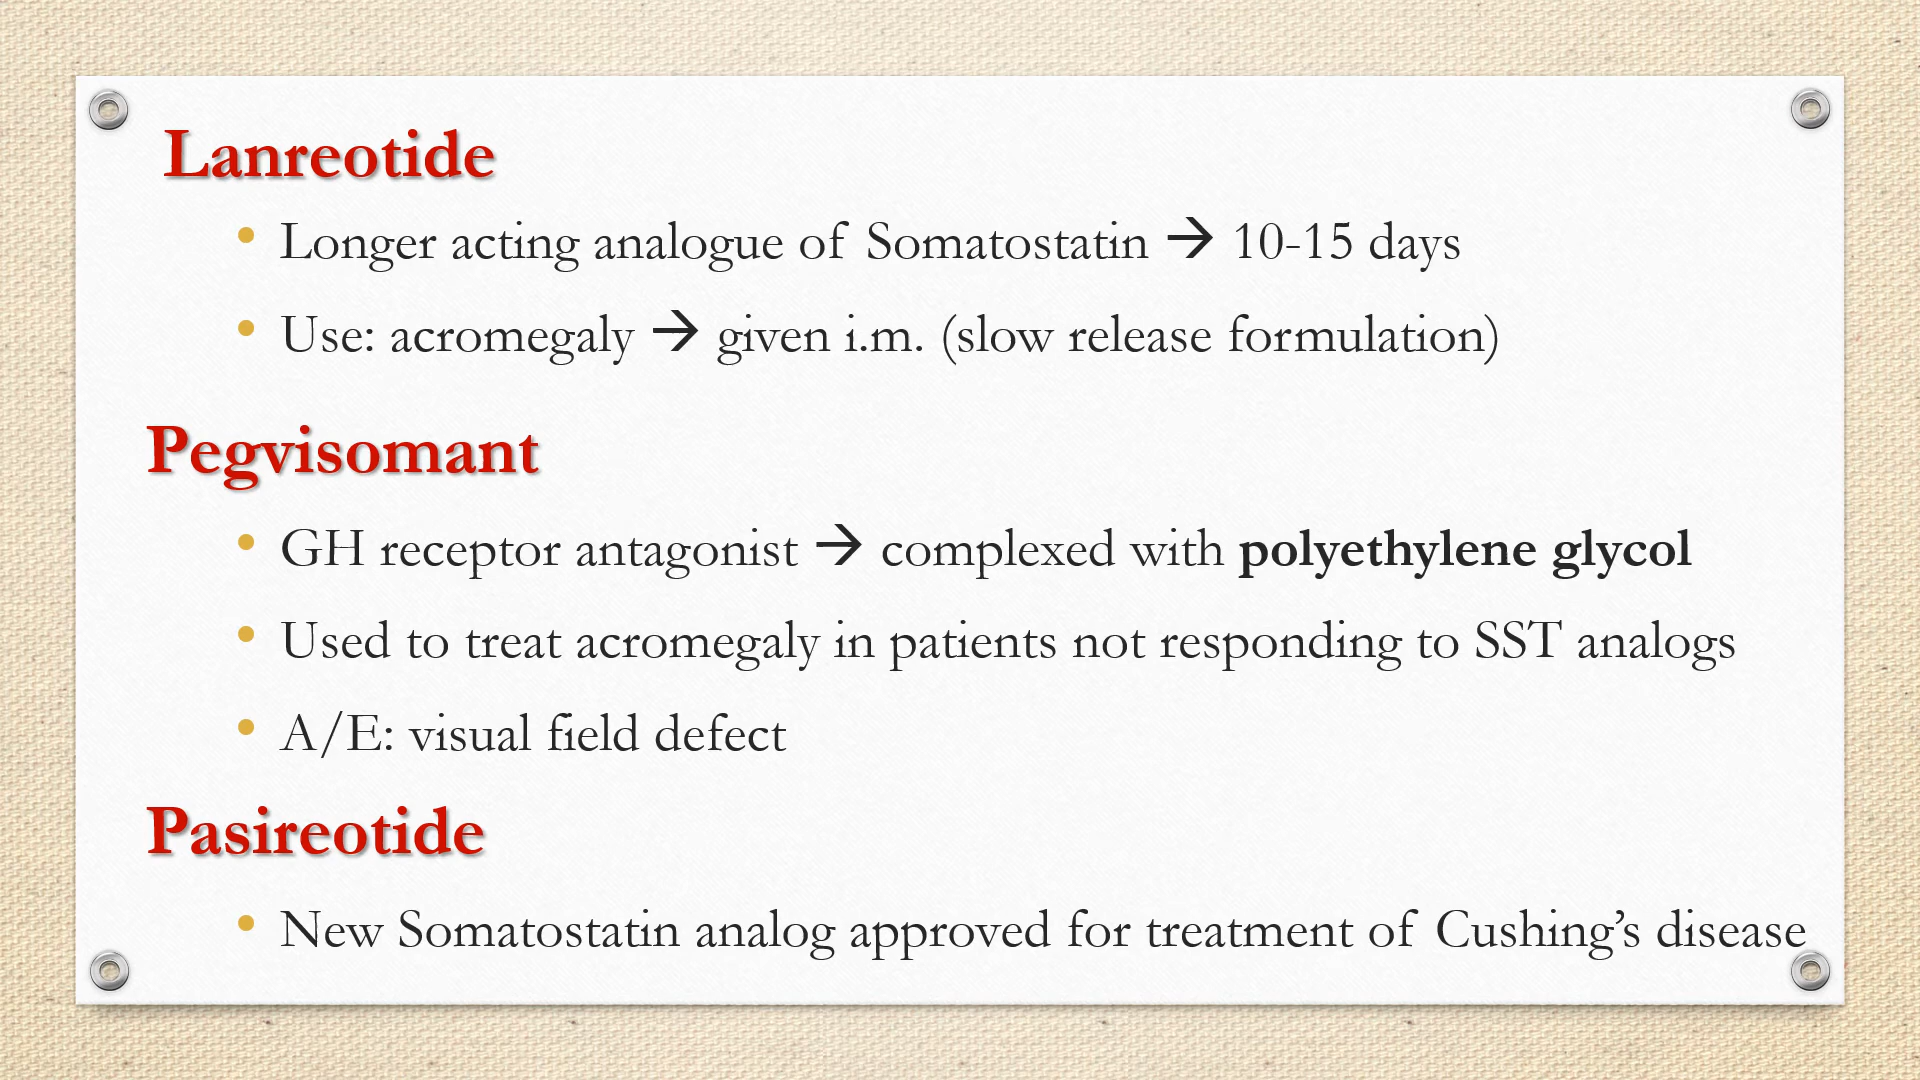 Lanreotide
• Longer acting analogue of Somatostatin → 10-15 days
• Use: acromegaly → given i.m. (slow release formulation)
Pegvisomant
• GH receptor antagonist → complexed with polyethylene glycol
• Used to treat acromegaly in patients not responding to SST analogs
• A/E: visual field defect
Pasireotide
• New Somatostatin analog approved for treatment of Cushing’s disease